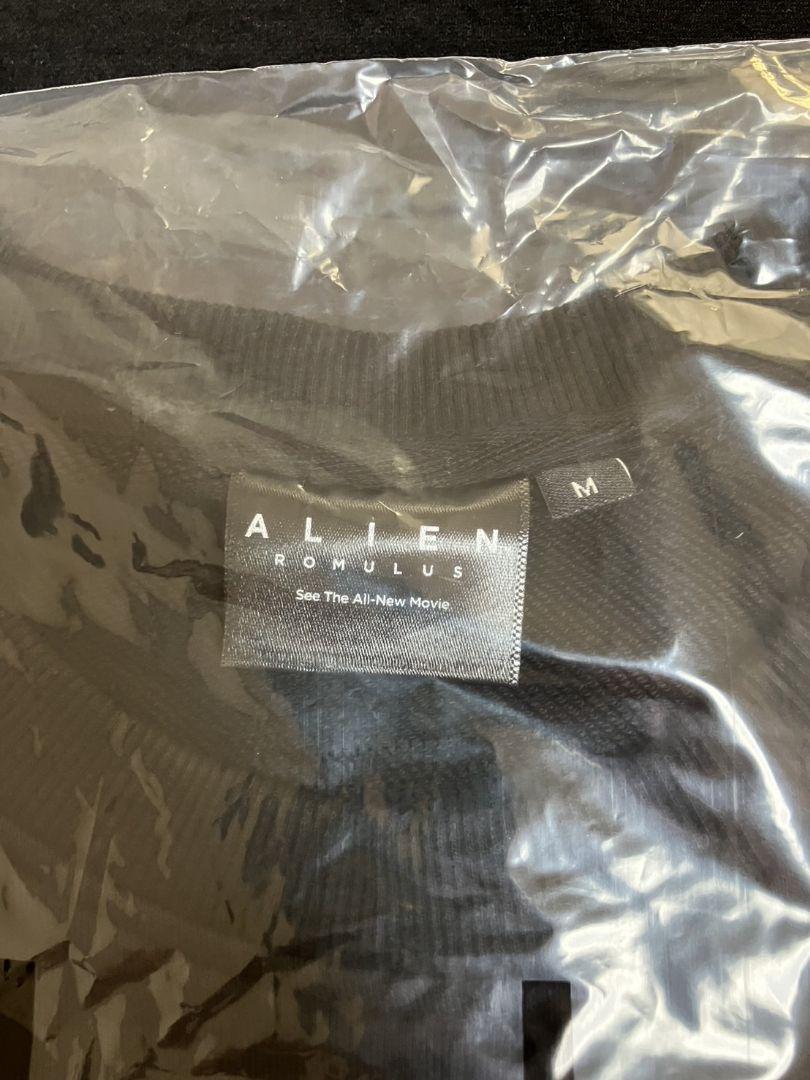 ALiEN
ROMULUS
See The All-New Movie
M